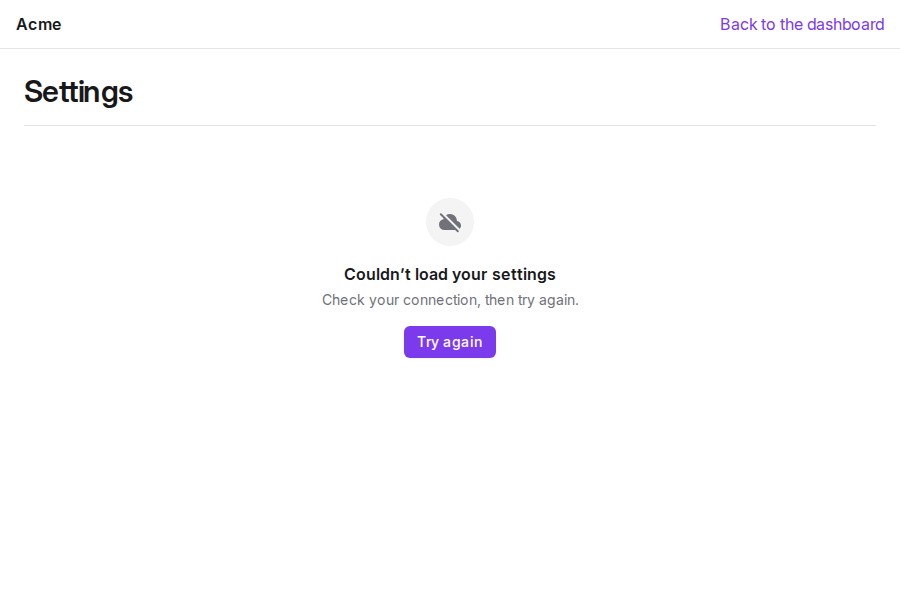 Acme
Back to the dashboard
Settings
Couldn’t load your settings
Check your connection, then try again.
Try again